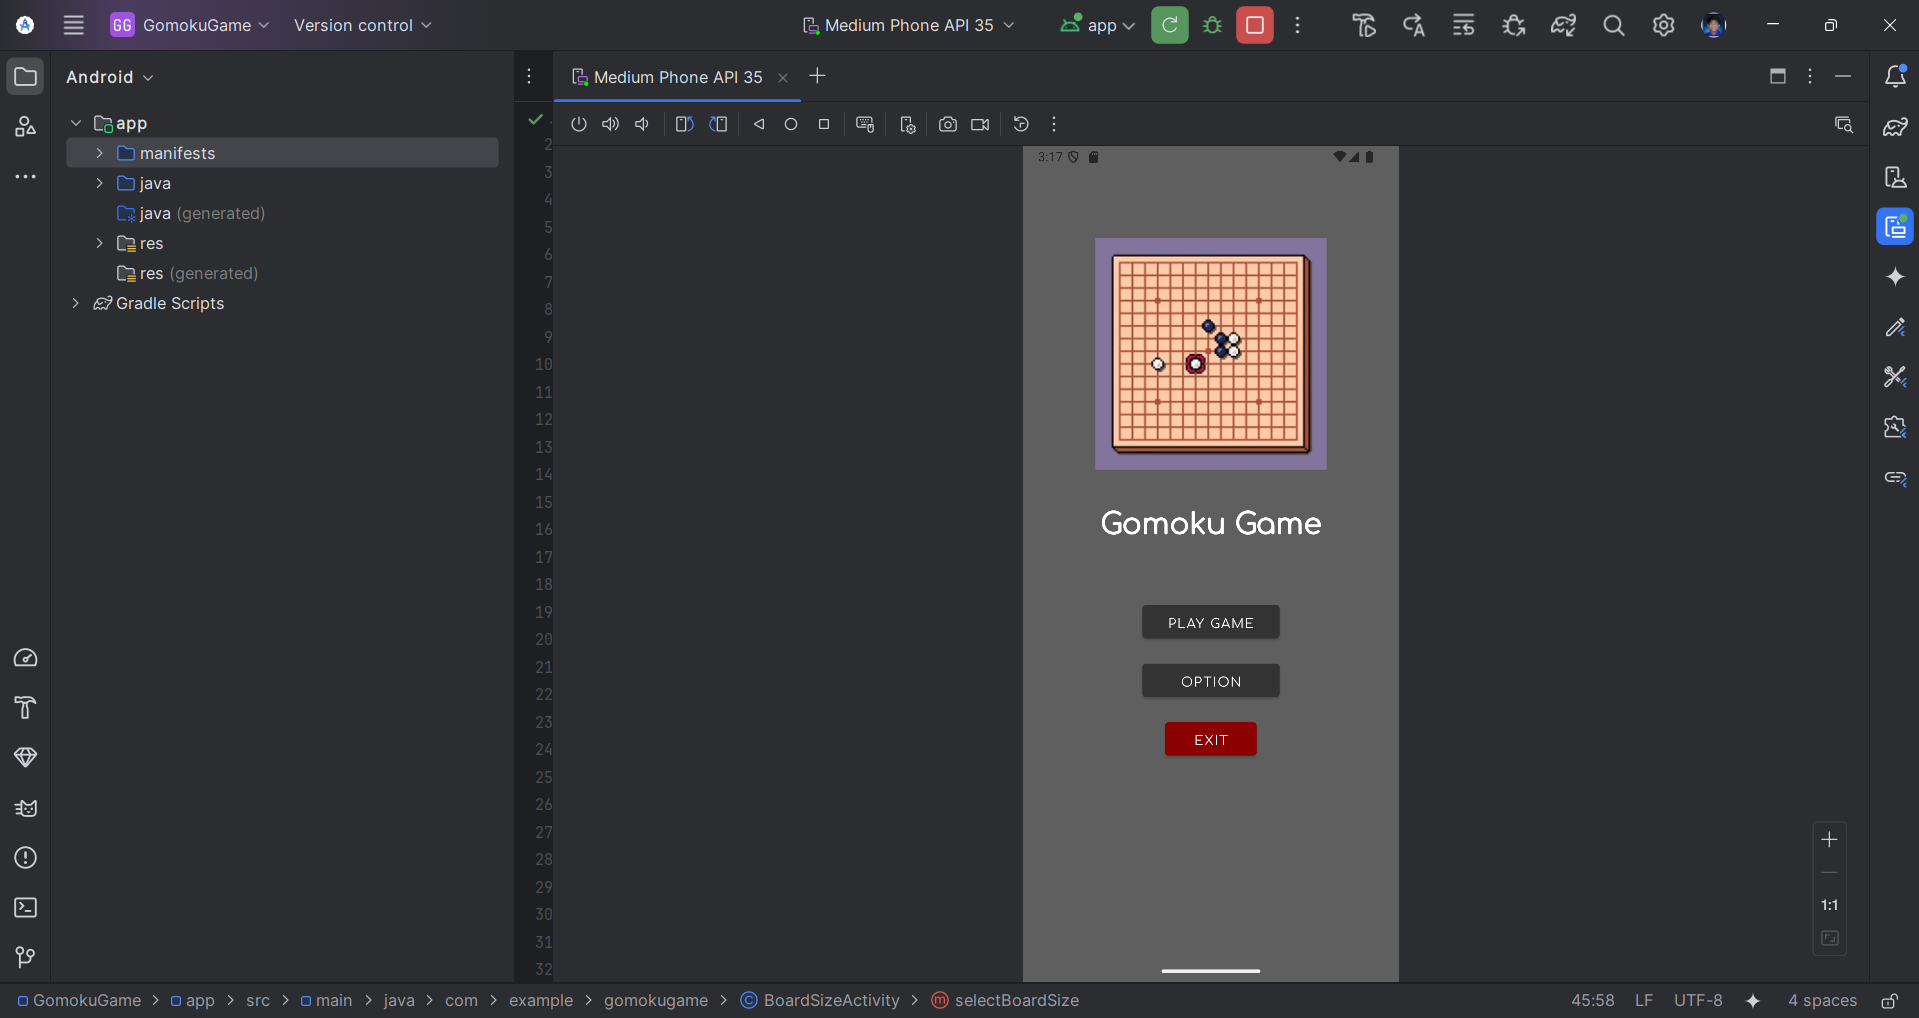 GG GomokuGame Version control Medium Phone API 35 app
Android
Medium Phone API 35
app
manifests
java
java (generated)
res
res (generated)
Gradle Scripts
2
3
4
5
6
7
8
9
10
11
12
13
14
15
16
17
18
19
20
21
22
23
24
25
26
27
28
29
30
31
32
3:17
Gomoku Game
PLAY GAME
OPTION
EXIT
1:1
GomokuGame > app > src > main > java > com > example > gomokugame > BoardSizeActivity > selectBoardSize
45:58 LF UTF-8 4 spaces